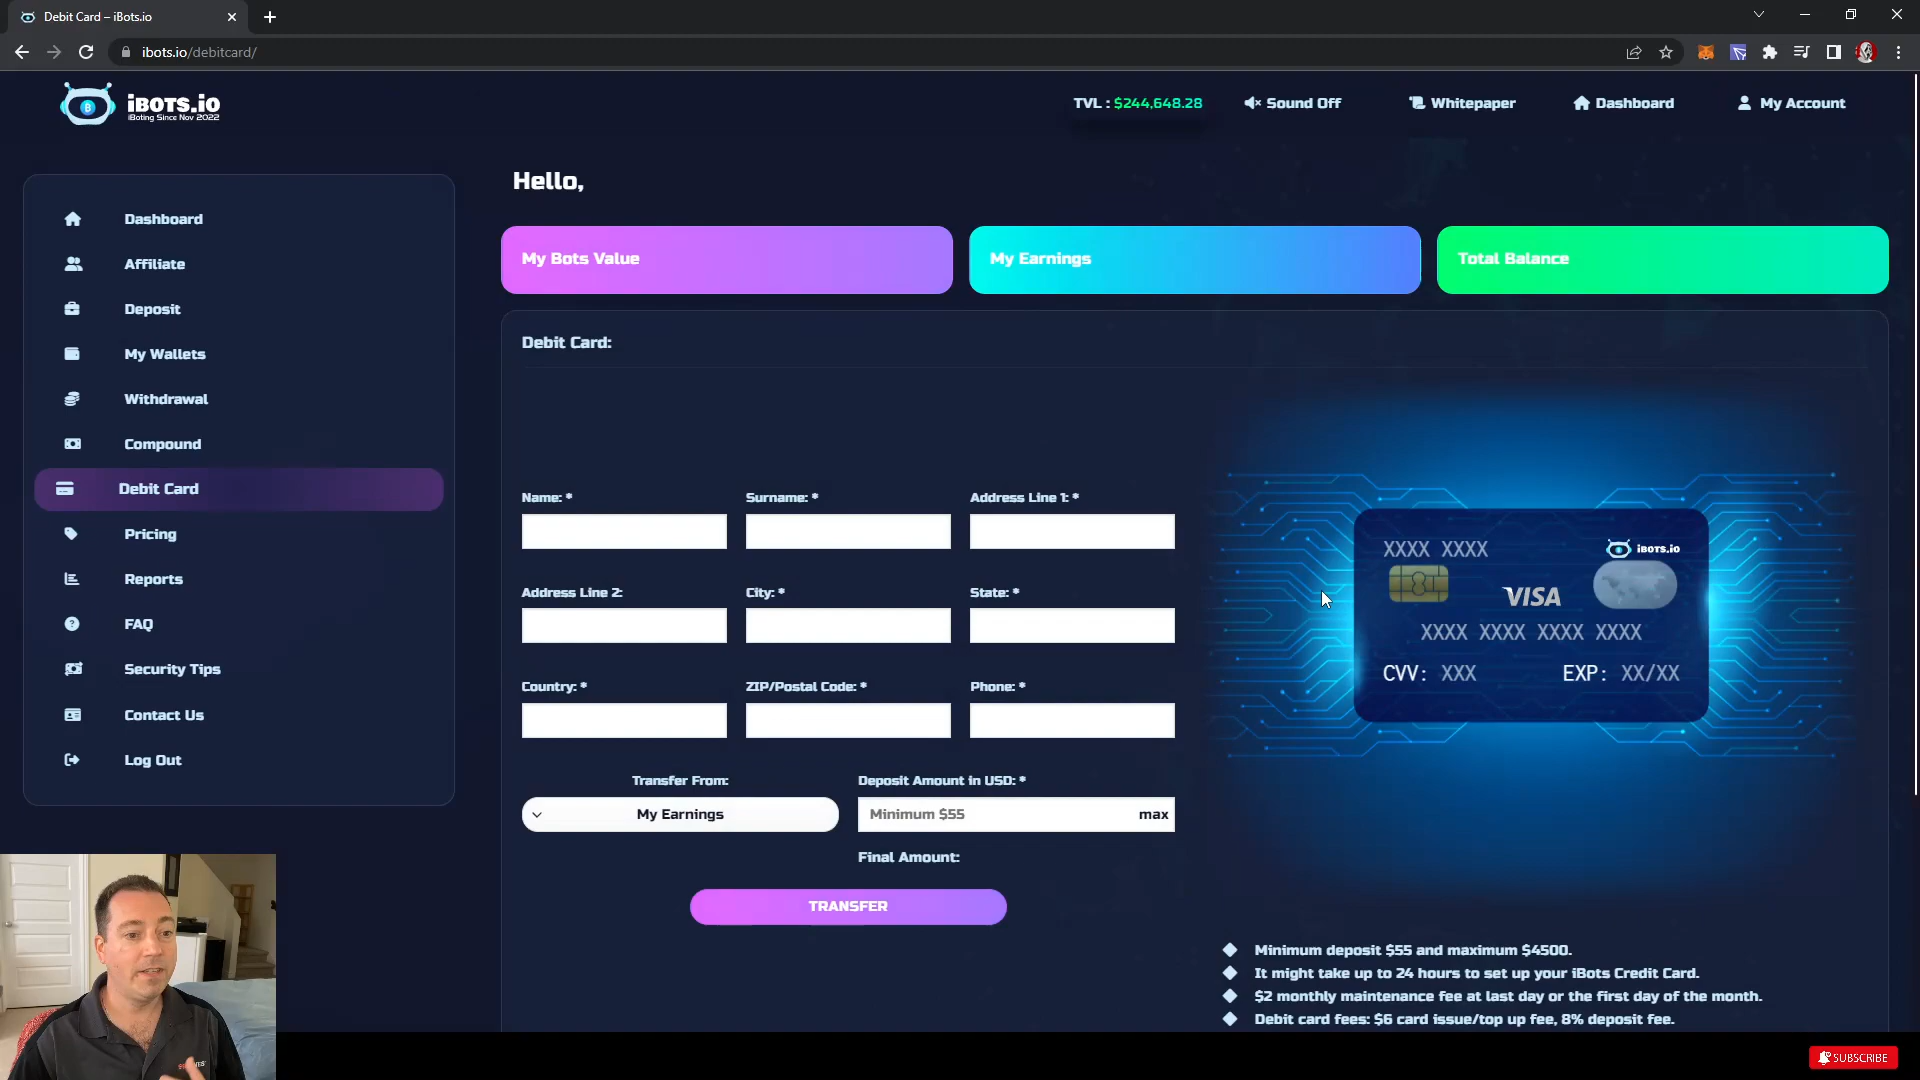 Debit Card – iBots.io
ibots.io/debitcard/
iBOTS.iO
iBoting Since Nov 2022
TVL : $244,648.28
Sound Off
Whitepaper
Dashboard
My Account
Dashboard
Affiliate
Deposit
My Wallets
Withdrawal
Compound
Debit Card
Pricing
Reports
FAQ
Security Tips
Contact Us
Log Out
Hello,
My Bots Value
My Earnings
Total Balance
Debit Card:
Name: *
Surname: *
Address Line 1: *
Address Line 2:
City: *
State: *
Country: *
ZIP/Postal Code: *
Phone: *
Transfer From:
Deposit Amount in USD: *
My Earnings
Minimum $55
max
Final Amount:
TRANSFER
XXXX XXXX
iBOTS.iO
VISA
XXXX XXXX XXXX XXXX
CVV: XXX
EXP: XX/XX
Minimum deposit $55 and maximum $4500.
It might take up to 24 hours to set up your iBots Credit Card.
$2 monthly maintenance fee at last day or the first day of the month.
Debit card fees: $6 card issue/top up fee, 8% deposit fee.
SUBSCRIBE